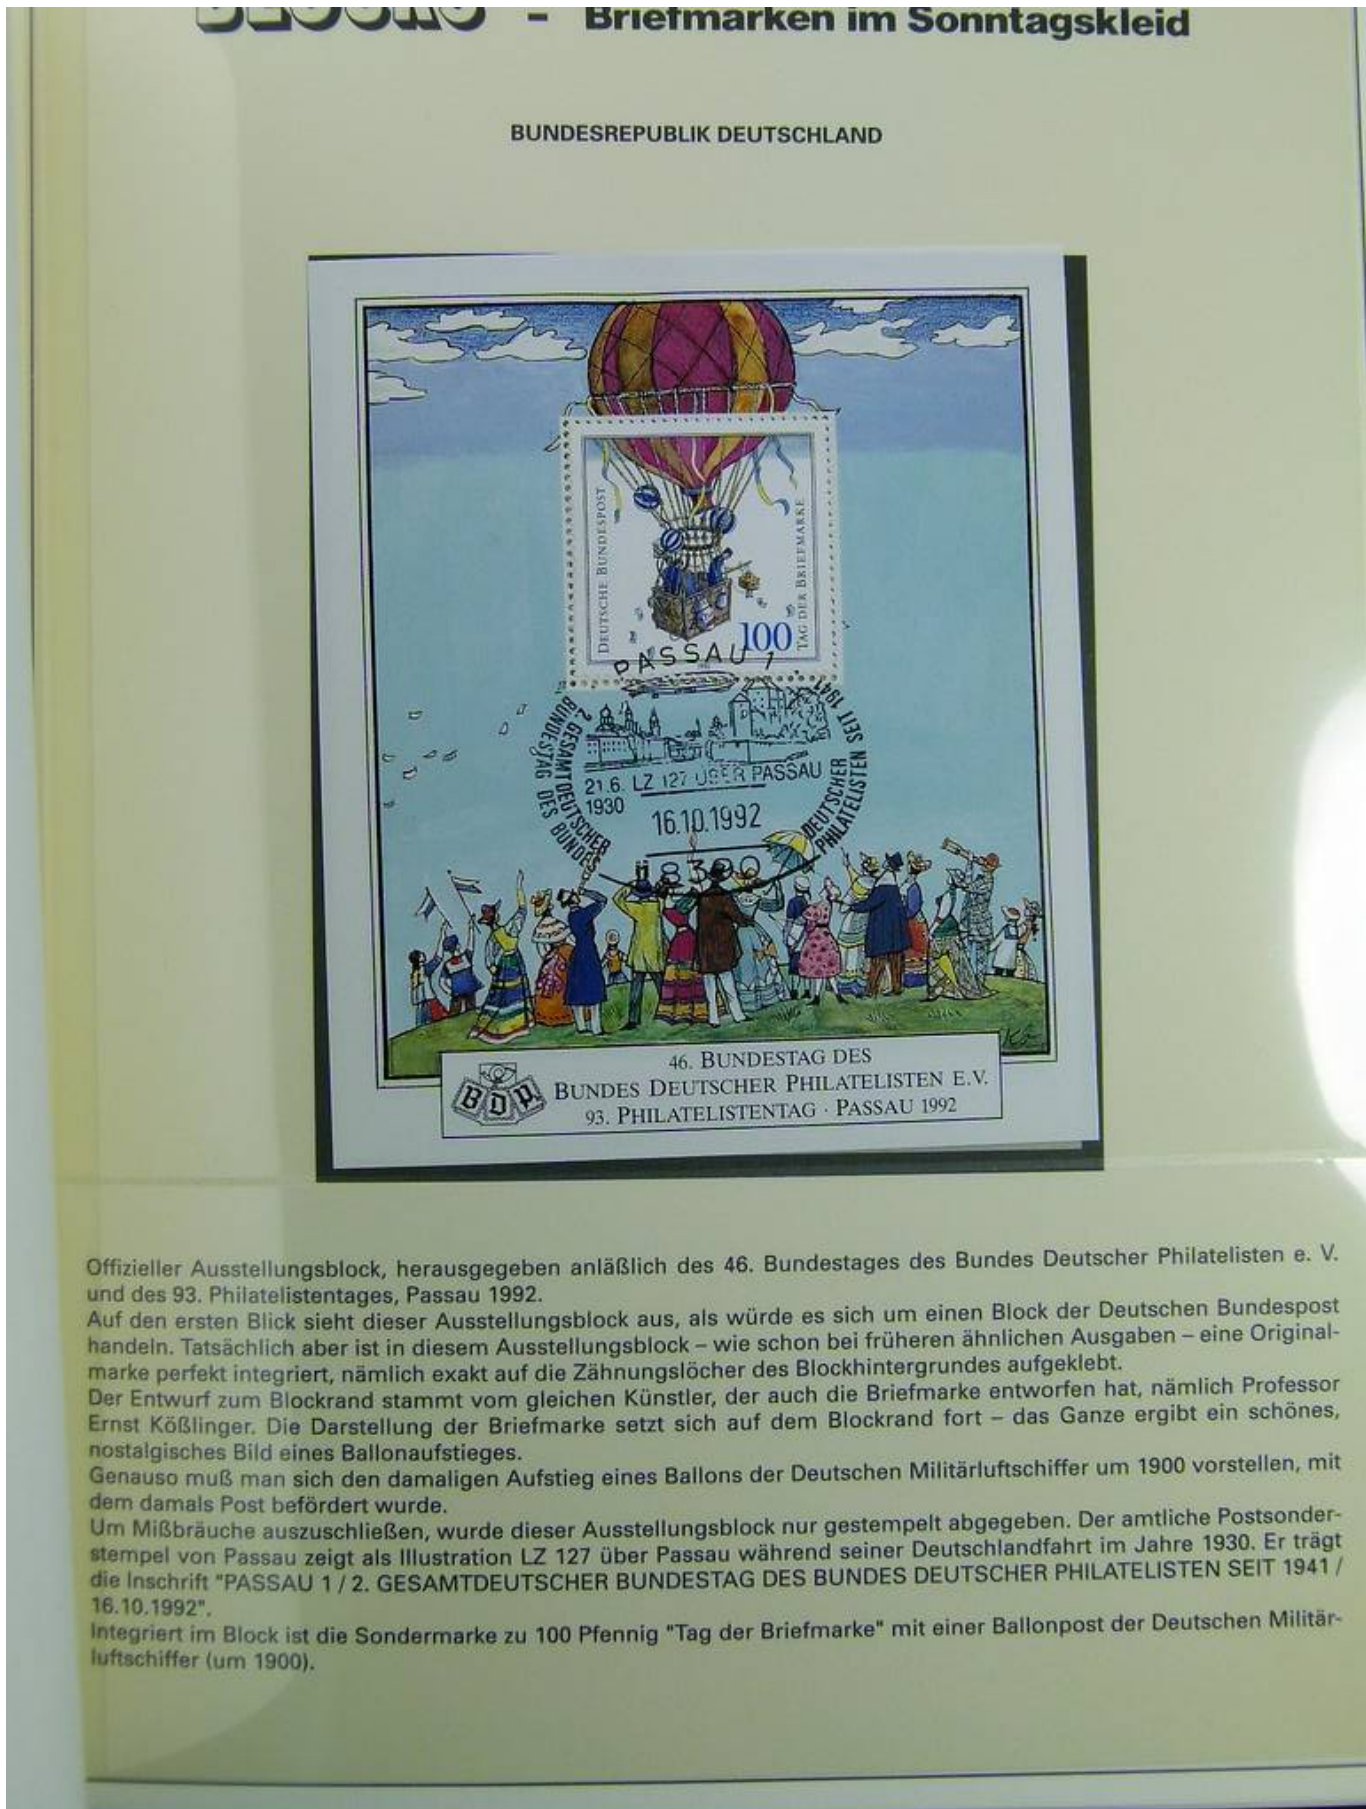 BLOCKS - Briefmarken im Sonntagskleid
BUNDESREPUBLIK DEUTSCHLAND
DEUTSCHE BUNDESPOST
TAG DER BRIEFMARKE
100
PASSAU 1
2. GESAMTDEUTSCHER
BUNDESTAG DES BUNDES
DEUTSCHER
PHILATELISTEN SEIT 1941
21.6. LZ 127 ÜBER PASSAU
1930
16.10.1992
8390
46. BUNDESTAG DES
BUNDES DEUTSCHER PHILATELISTEN E.V.
93. PHILATELISTENTAG · PASSAU 1992
BDPh
Offizieller Ausstellungsblock, herausgegeben anläßlich des 46. Bundestages des Bundes Deutscher Philatelisten e. V.
und des 93. Philatelistentages, Passau 1992.
Auf den ersten Blick sieht dieser Ausstellungsblock aus, als würde es sich um einen Block der Deutschen Bundespost
handeln. Tatsächlich aber ist in diesem Ausstellungsblock – wie schon bei früheren ähnlichen Ausgaben – eine Original-
marke perfekt integriert, nämlich exakt auf die Zähnungslöcher des Blockhintergrundes aufgeklebt.
Der Entwurf zum Blockrand stammt vom gleichen Künstler, der auch die Briefmarke entworfen hat, nämlich Professor
Ernst Kößlinger. Die Darstellung der Briefmarke setzt sich auf dem Blockrand fort – das Ganze ergibt ein schönes,
nostalgisches Bild eines Ballonaufstieges.
Genauso muß man sich den damaligen Aufstieg eines Ballons der Deutschen Militärluftschiffer um 1900 vorstellen, mit
dem damals Post befördert wurde.
Um Mißbräuche auszuschließen, wurde dieser Ausstellungsblock nur gestempelt abgegeben. Der amtliche Postsonder-
stempel von Passau zeigt als Illustration LZ 127 über Passau während seiner Deutschlandfahrt im Jahre 1930. Er trägt
die Inschrift "PASSAU 1 / 2. GESAMTDEUTSCHER BUNDESTAG DES BUNDES DEUTSCHER PHILATELISTEN SEIT 1941 /
16.10.1992".
Integriert im Block ist die Sondermarke zu 100 Pfennig "Tag der Briefmarke" mit einer Ballonpost der Deutschen Militär-
luftschiffer (um 1900).